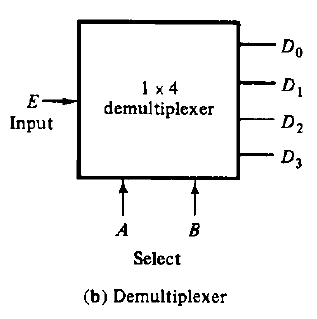 D0
1 × 4
demultiplexer
D1
E
Input
D2
D3
A
B
Select
(b) Demultiplexer